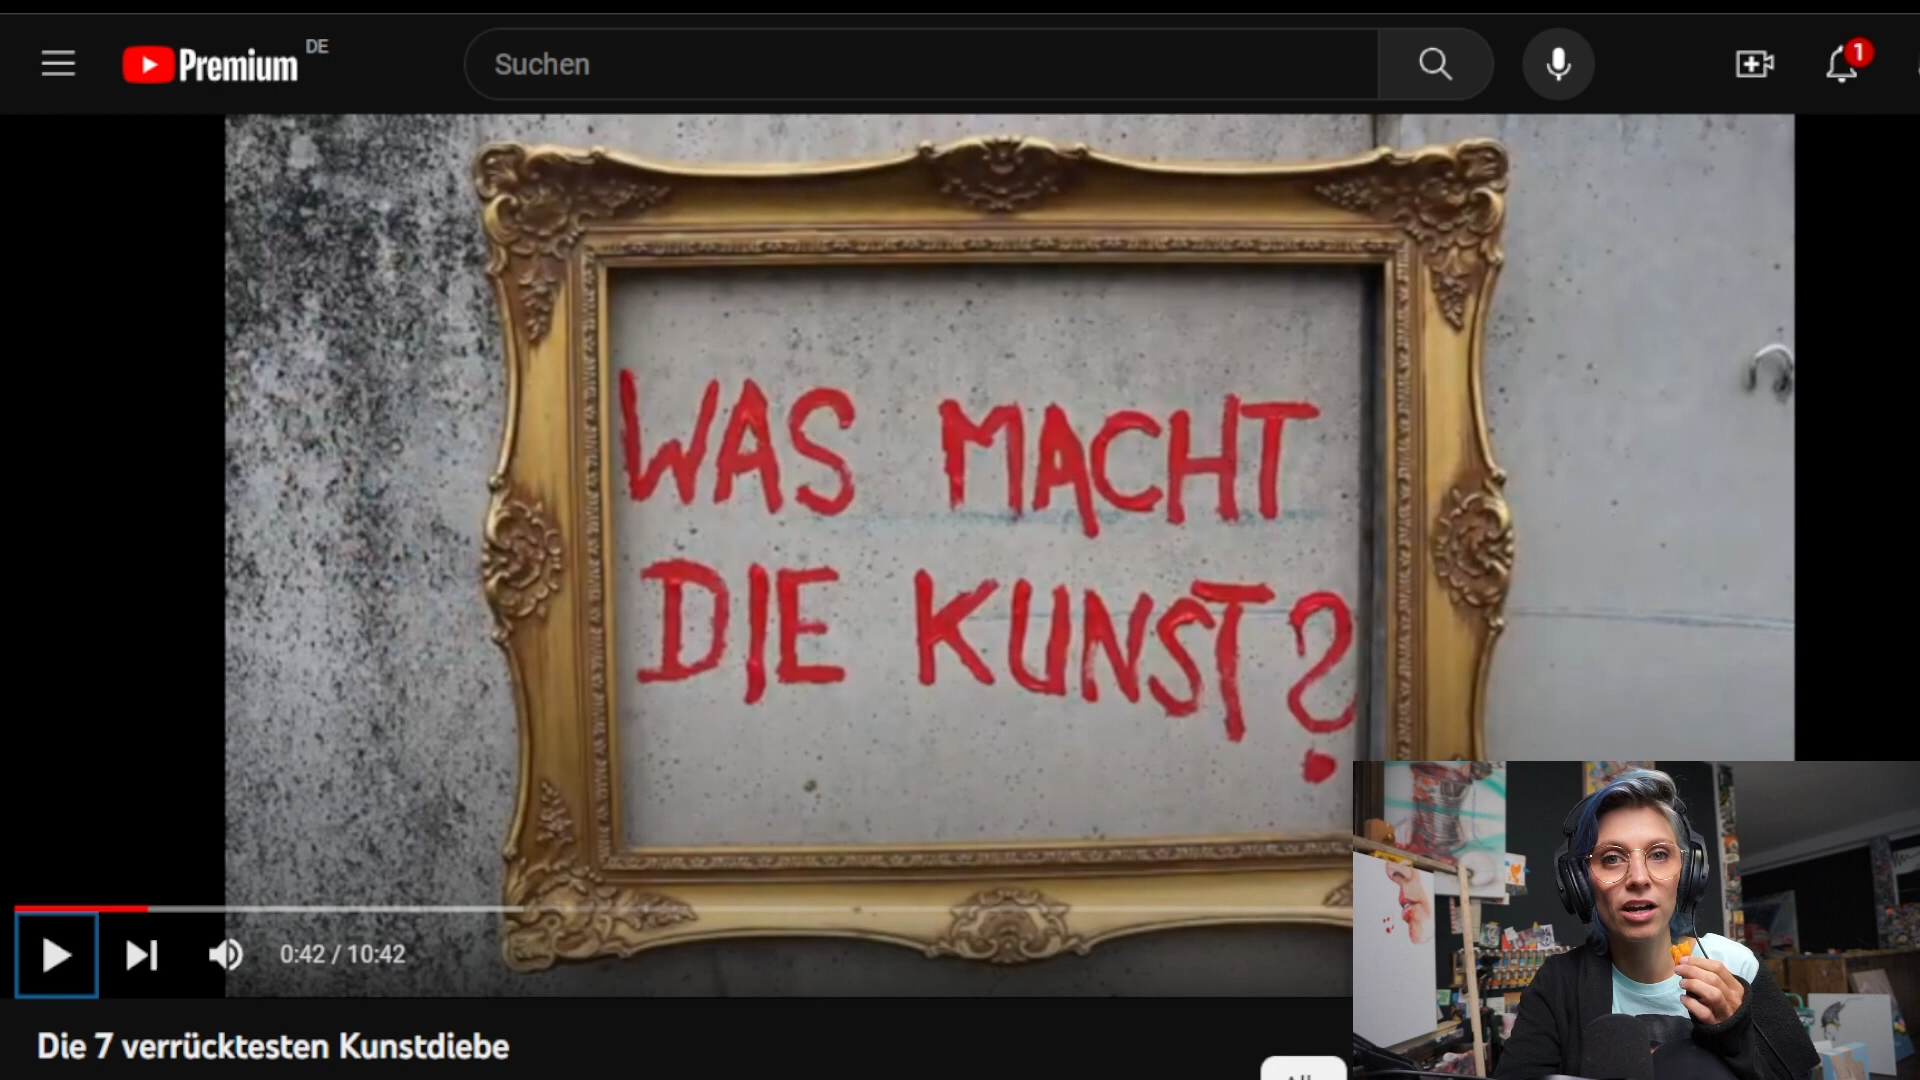 Premium DE
Suchen
1
WAS MACHT
DIE KUNST?
0:42 / 10:42
Die 7 verrücktesten Kunstdiebe